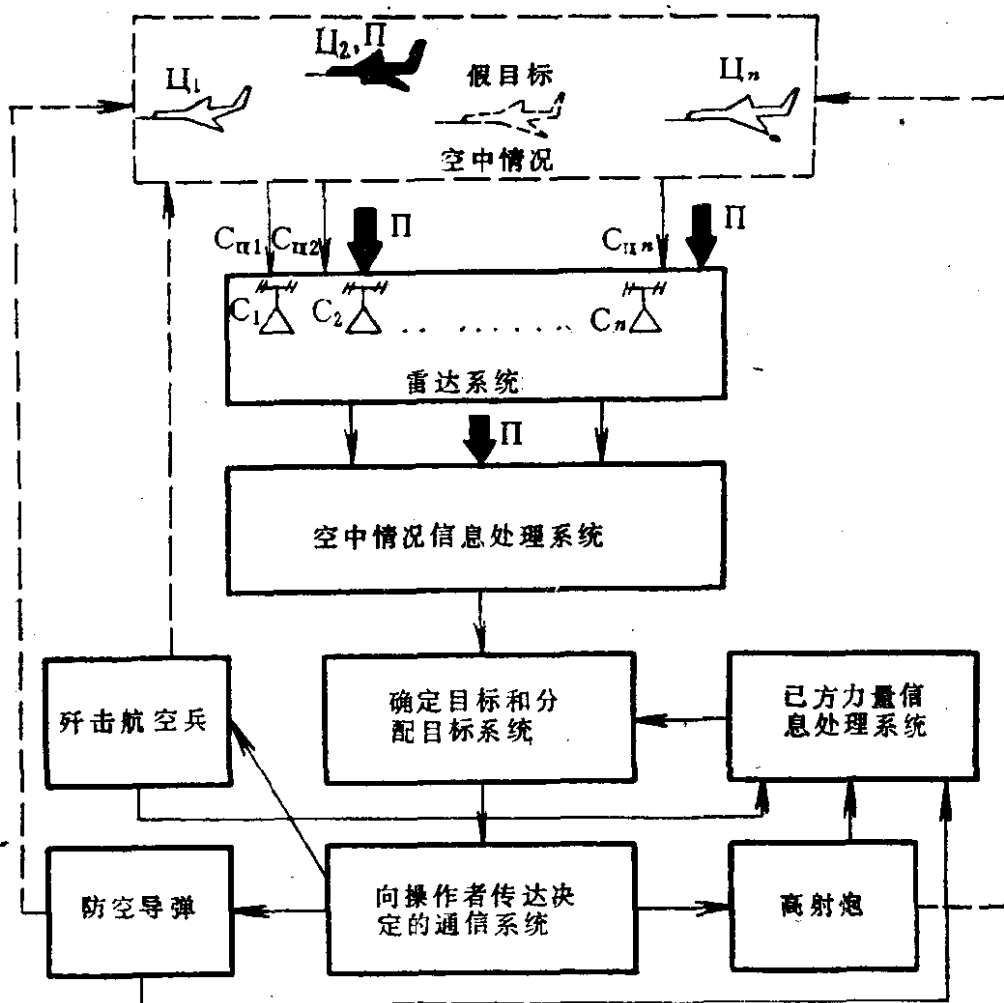 Ц₁
Ц₂, П
假目标
Цₙ
空中情况
Сц1
Сц2
П
Сцn
П
С₁
С₂
Сₙ
雷达系统
П
空中情况信息处理系统
歼击航空兵
确定目标和分
配目标系统
己方力量信
息处理系统
防空导弹
向操作者传达决
定的通信系统
高射炮